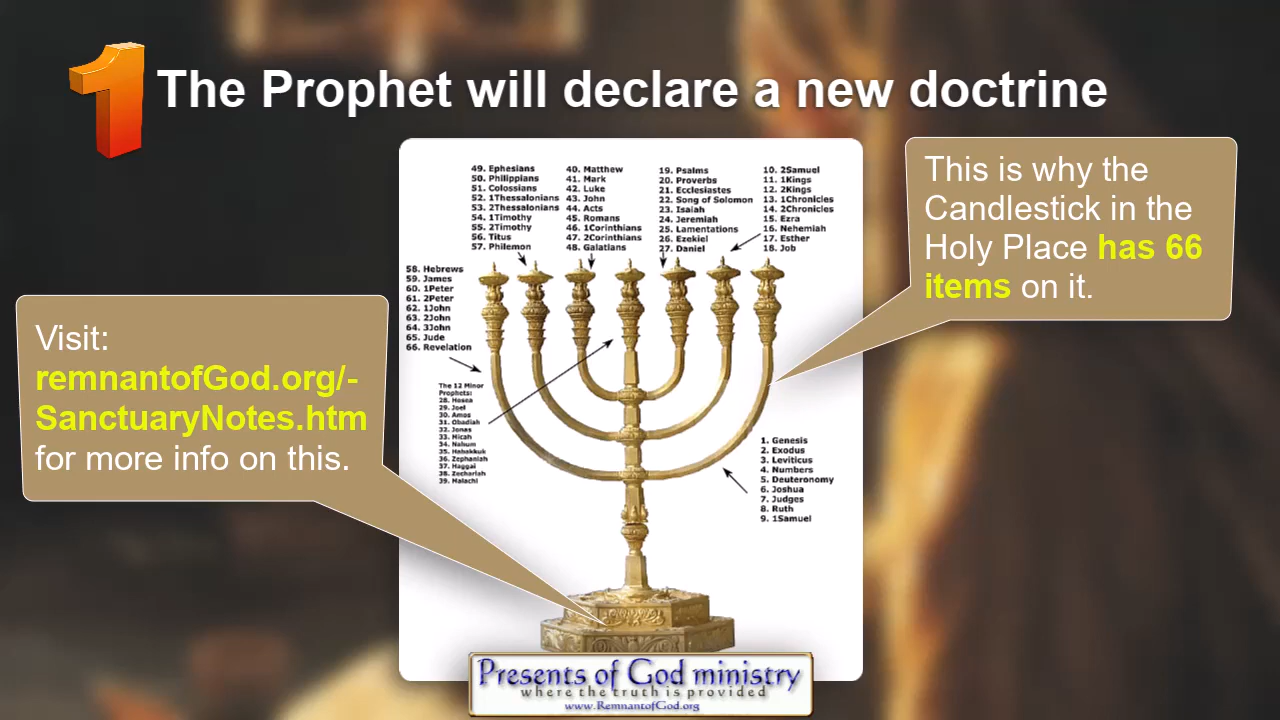 1 The Prophet will declare a new doctrine
49. Ephesians
50. Philippians
51. Colossians
52. 1Thessalonians
53. 2Thessalonians
54. 1Timothy
55. 2Timothy
56. Titus
57. Philemon
40. Matthew
41. Mark
42. Luke
43. John
44. Acts
45. Romans
46. 1Corinthians
47. 2Corinthians
48. Galatians
19. Psalms
20. Proverbs
21. Ecclesiastes
22. Song of Solomon
23. Isaiah
24. Jeremiah
25. Lamentations
26. Ezekiel
27. Daniel
10. 2Samuel
11. 1Kings
12. 2Kings
13. 1Chronicles
14. 2Chronicles
15. Ezra
16. Nehemiah
17. Esther
18. Job
This is why the
Candlestick in the
Holy Place has 66
items on it.
58. Hebrews
59. James
60. 1Peter
61. 2Peter
62. 1John
63. 2John
64. 3John
65. Jude
66. Revelation
Visit:
remnantofGod.org/-
SanctuaryNotes.htm
for more info on this.
The 12 Minor
Prophets:
28. Hosea
29. Joel
30. Amos
31. Obadiah
32. Jonas
33. Micah
34. Nahum
35. Habakkuk
36. Zephaniah
37. Haggai
38. Zechariah
39. Malachi
1. Genesis
2. Exodus
3. Leviticus
4. Numbers
5. Deuteronomy
6. Joshua
7. Judges
8. Ruth
9. 1Samuel
Presents of God ministry
where the truth is provided
www.RemnantofGod.org